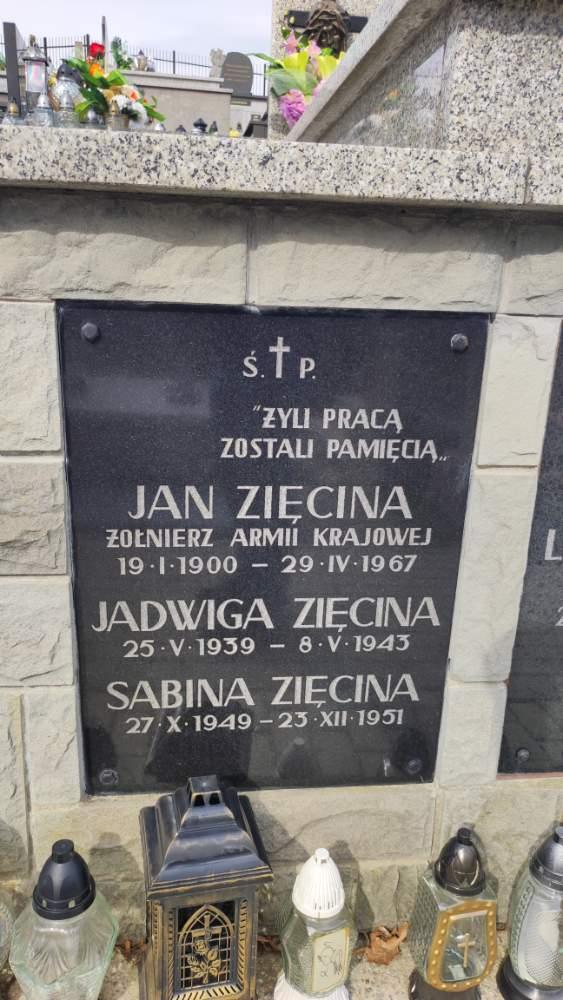 Ś. † P.
"ŻYLI PRACĄ
ZOSTALI PAMIĘCIĄ„
JAN ZIĘCINA
ŻOŁNIERZ ARMII KRAJOWEJ
19·I·1900 – 29·IV·1967
JADWIGA ZIĘCINA
25·V·1939 – 8·V·1943
SABINA ZIĘCINA
27·X·1949 – 23·XII·1951